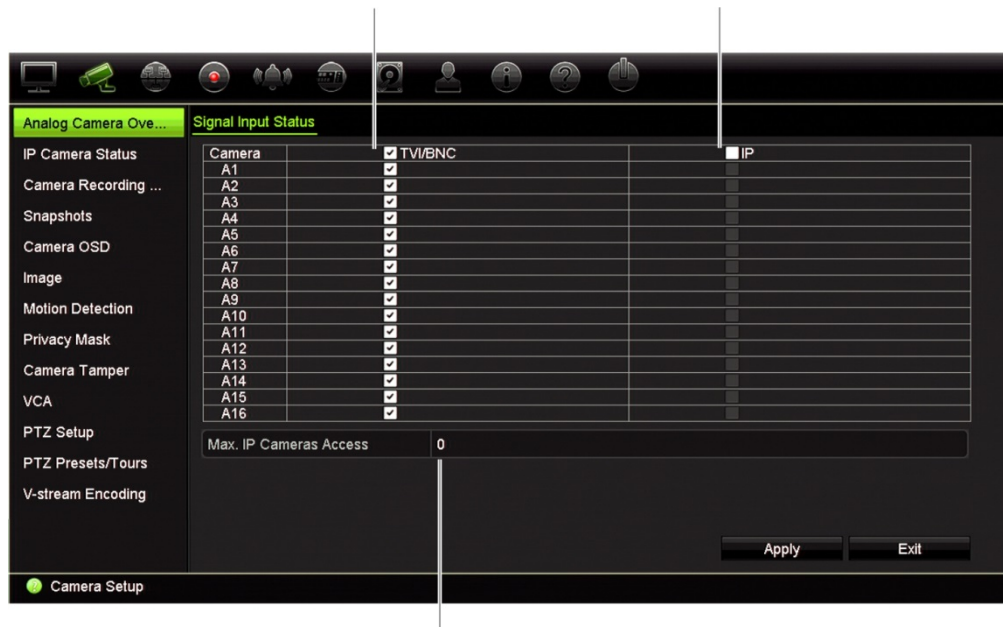 Analog Camera Ove...
Signal Input Status
IP Camera Status
Camera Recording ...
Snapshots
Camera OSD
Image
Motion Detection
Privacy Mask
Camera Tamper
VCA
PTZ Setup
PTZ Presets/Tours
V-stream Encoding
Camera TVI/BNC IP
A1
A2
A3
A4
A5
A6
A7
A8
A9
A10
A11
A12
A13
A14
A15
A16
Max. IP Cameras Access 0
Apply Exit
Camera Setup